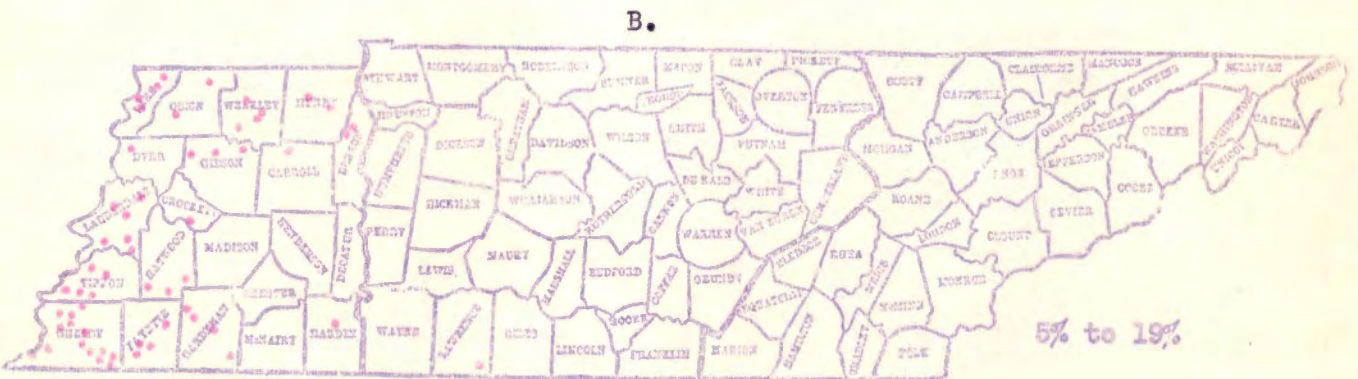 B.
STEWART MONTGOMERY ROBERTSON SUMNER MACON CLAY PICKETT SCOTT CLAIBORNE HANCOCK HAWKINS SULLIVAN JOHNSON
LAKE OBION WEAKLEY HENRY HOUSTON OVERTON FENTRESS CAMPBELL UNION GRAINGER GREENE WASHINGTON CARTER UNICOI
DYER GIBSON CARROLL BENTON HUMPHREYS DICKSON CHEATHAM DAVIDSON WILSON SMITH JACKSON PUTNAM MORGAN ANDERSON KNOX JEFFERSON COCKE
LAUDERDALE CROCKETT HICKMAN WILLIAMSON RUTHERFORD CANNON DE KALB WHITE CUMBERLAND ROANE LOUDON BLOUNT SEVIER
HAYWOOD MADISON HENDERSON DECATUR PERRY LEWIS MAURY WARREN VAN BUREN
TIPTON CHESTER MARSHALL BEDFORD COFFEE GRUNDY BLEDSOE RHEA MEIGS MONROE
SHELBY FAYETTE HARDEMAN McNAIRY HARDIN WAYNE LAWRENCE GILES LINCOLN MOORE FRANKLIN MARION SEQUATCHIE HAMILTON BRADLEY McMINN POLK
5% to 19%